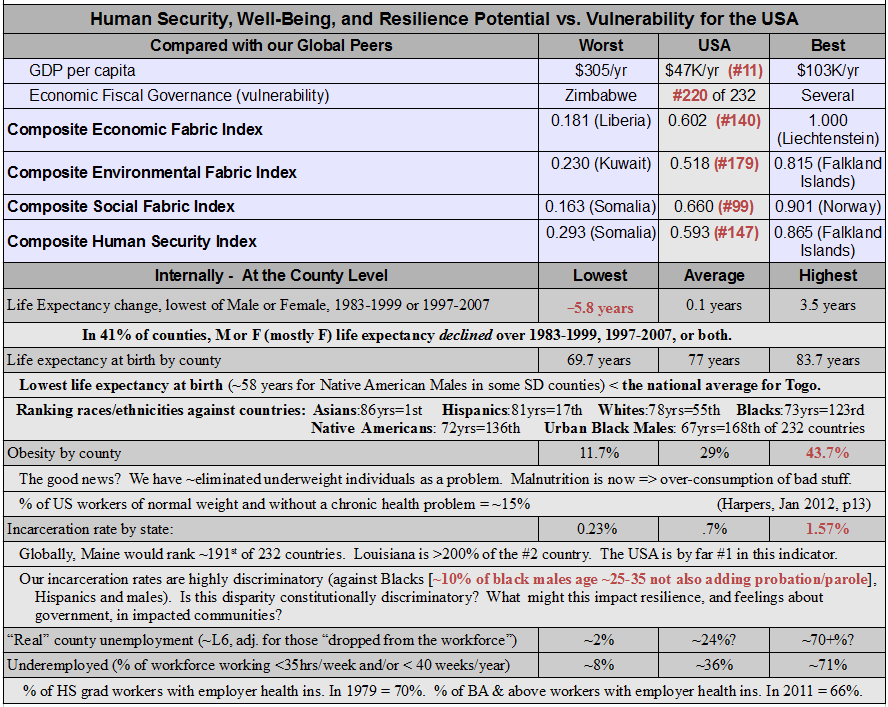 Human Security, Well-Being, and Resilience Potential vs. Vulnerability for the USA
Compared with our Global Peers Worst USA Best
GDP per capita $305/yr $47K/yr (#11) $103K/yr
Economic Fiscal Governance (vulnerability) Zimbabwe #220 of 232 Several
Composite Economic Fabric Index 0.181 (Liberia) 0.602 (#140) 1.000 (Liechtenstein)
Composite Environmental Fabric Index 0.230 (Kuwait) 0.518 (#179) 0.815 (Falkland Islands)
Composite Social Fabric Index 0.163 (Somalia) 0.660 (#99) 0.901 (Norway)
Composite Human Security Index 0.293 (Somalia) 0.593 (#147) 0.865 (Falkland Islands)
Internally - At the County Level Lowest Average Highest
Life Expectancy change, lowest of Male or Female, 1983-1999 or 1997-2007 –5.8 years 0.1 years 3.5 years
In 41% of counties, M or F (mostly F) life expectancy declined over 1983-1999, 1997-2007, or both.
Life expectancy at birth by county 69.7 years 77 years 83.7 years
Lowest life expectancy at birth (~58 years for Native American Males in some SD counties) < the national average for Togo.
Ranking races/ethnicities against countries: Asians:86yrs=1st Hispanics:81yrs=17th Whites:78yrs=55th Blacks:73yrs=123rd
Native Americans: 72yrs=136th Urban Black Males: 67yrs=168th of 232 countries
Obesity by county 11.7% 29% 43.7%
The good news? We have ~eliminated underweight individuals as a problem. Malnutrition is now => over-consumption of bad stuff.
% of US workers of normal weight and without a chronic health problem = ~15% (Harpers, Jan 2012, p13)
Incarceration rate by state: 0.23% .7% 1.57%
Globally, Maine would rank ~191st of 232 countries. Louisiana is >200% of the #2 country. The USA is by far #1 in this indicator.
Our incarceration rates are highly discriminatory (against Blacks [~10% of black males age ~25-35 not also adding probation/parole],
Hispanics and males). Is this disparity constitutionally discriminatory? What might this impact resilience, and feelings about
government, in impacted communities?
“Real” county unemployment (~L6, adj. for those “dropped from the workforce”) ~2% ~24%? ~70+%?
Underemployed (% of workforce working <35hrs/week and/or < 40 weeks/year) ~8% ~36% ~71%
% of HS grad workers with employer health ins. In 1979 = 70%. % of BA & above workers with employer health ins. In 2011 = 66%.